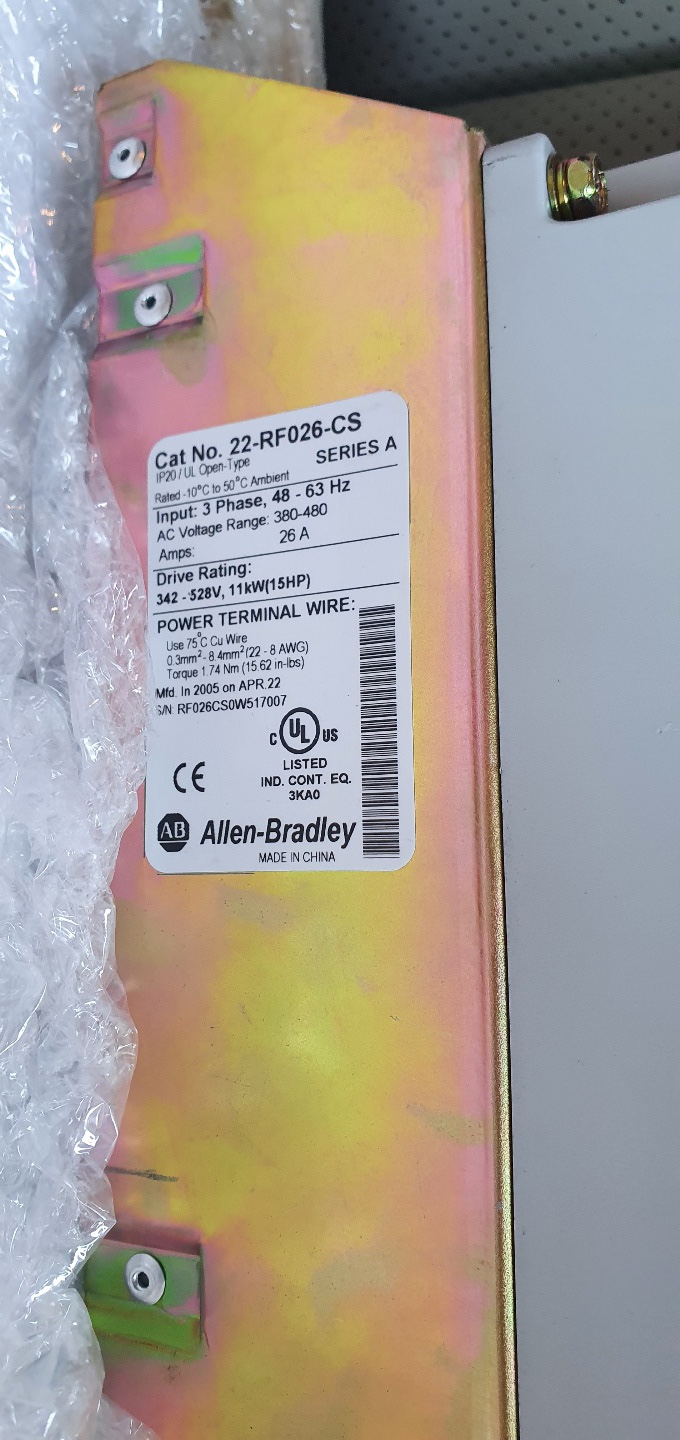 Cat No. 22-RF026-CS
IP20 / UL Open-Type
SERIES A
Rated -10°C to 50°C Ambient
Input: 3 Phase, 48 - 63 Hz
AC Voltage Range: 380-480
Amps: 26 A
Drive Rating:
342 - 528V, 11kW(15HP)
POWER TERMINAL WIRE:
Use 75°C Cu Wire
0.3mm² - 8.4mm² (22 - 8 AWG)
Torque 1.74 Nm (15.62 in-lbs)
Mfd. In 2005 on APR.22
S/N RF026CS0W517007
C UL US
LISTED
IND. CONT. EQ.
3KA0
CE
AB Allen-Bradley
MADE IN CHINA